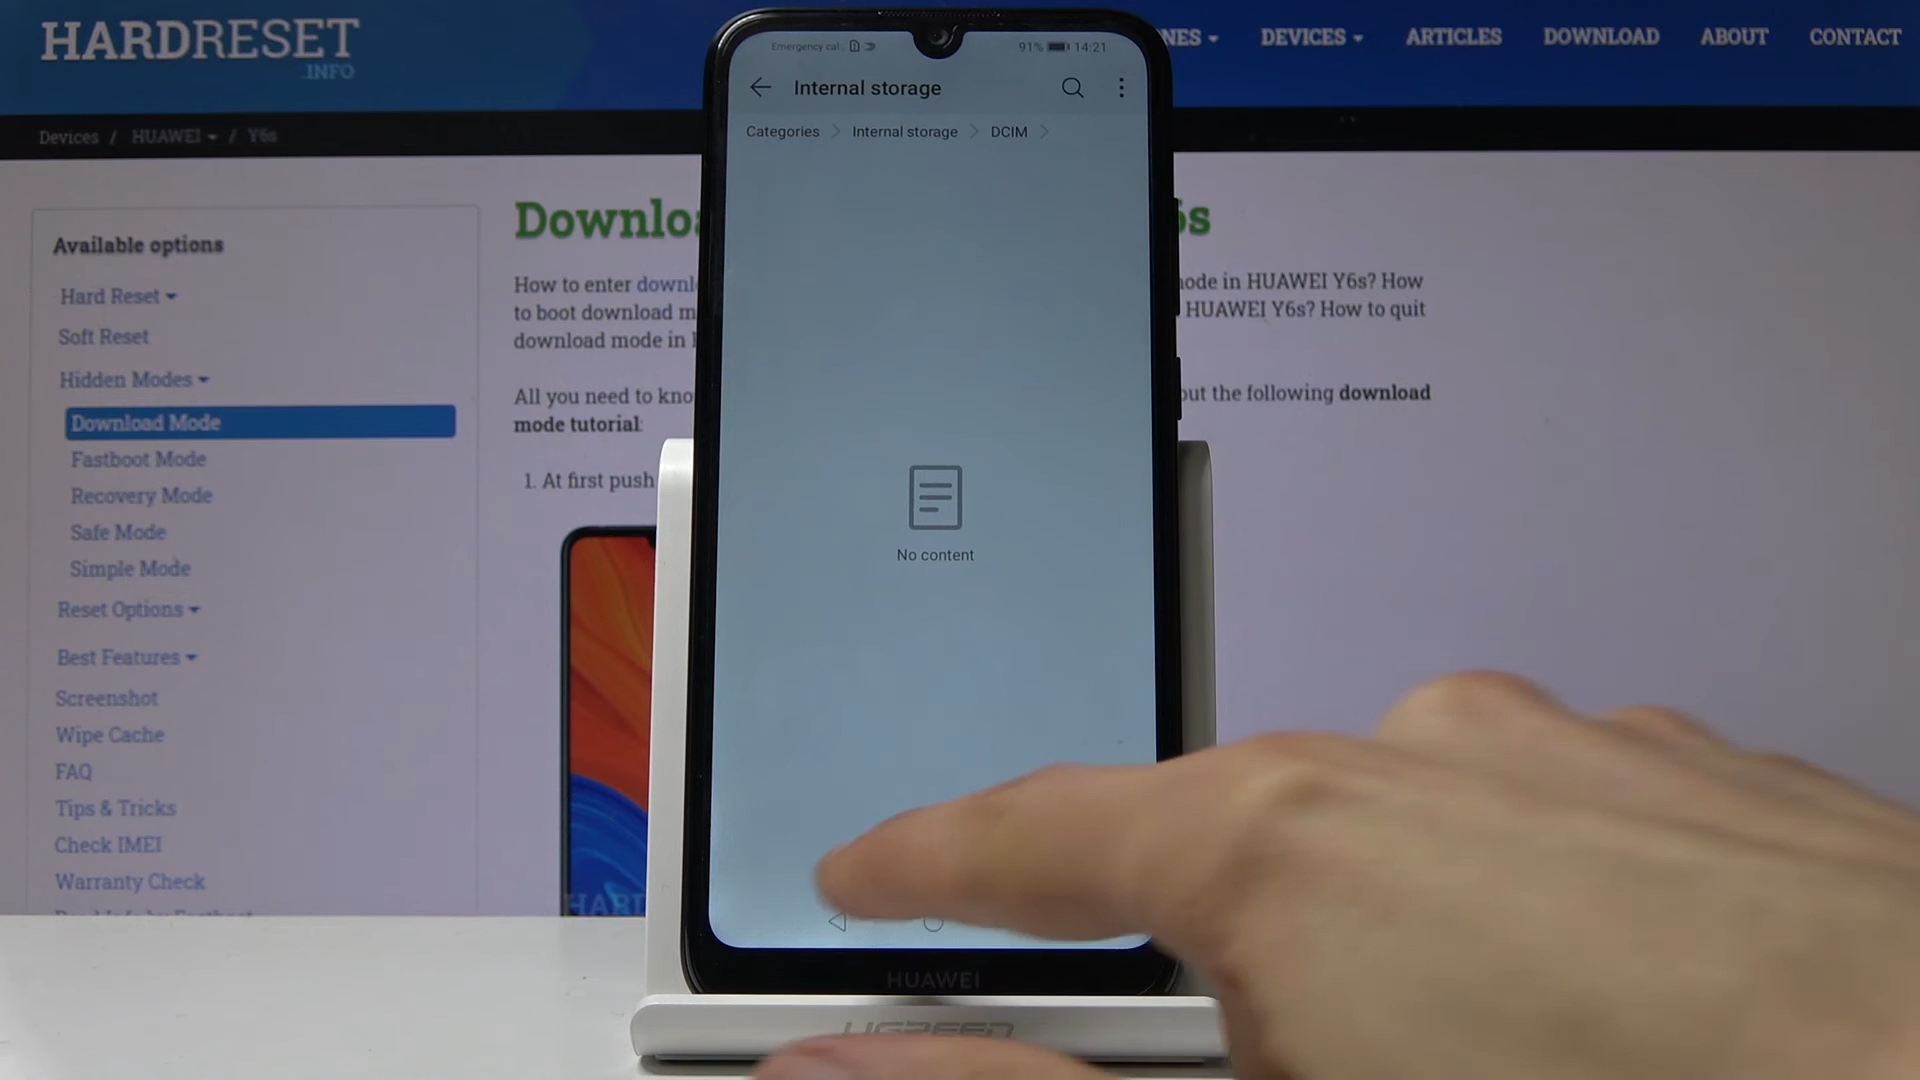 HARDRESET
.INFO
NES
DEVICES
ARTICLES
DOWNLOAD
ABOUT
CONTACT
Devices / HUAWEI / Y6s
Available options
Hard Reset
Soft Reset
Hidden Modes
Download Mode
Fastboot Mode
Recovery Mode
Safe Mode
Simple Mode
Reset Options
Best Features
Screenshot
Wipe Cache
FAQ
Tips & Tricks
Check IMEI
Warranty Check
Downlo
6s
How to enter downl
ode in HUAWEI Y6s? How
to boot download m
HUAWEI Y6s? How to quit
download mode in
All you need to kno
out the following download
mode tutorial:
1. At first push
HARD
Emergency cal...
91% 14:21
Internal storage
Categories > Internal storage > DCIM >
No content
HUAWEI
UGREEN